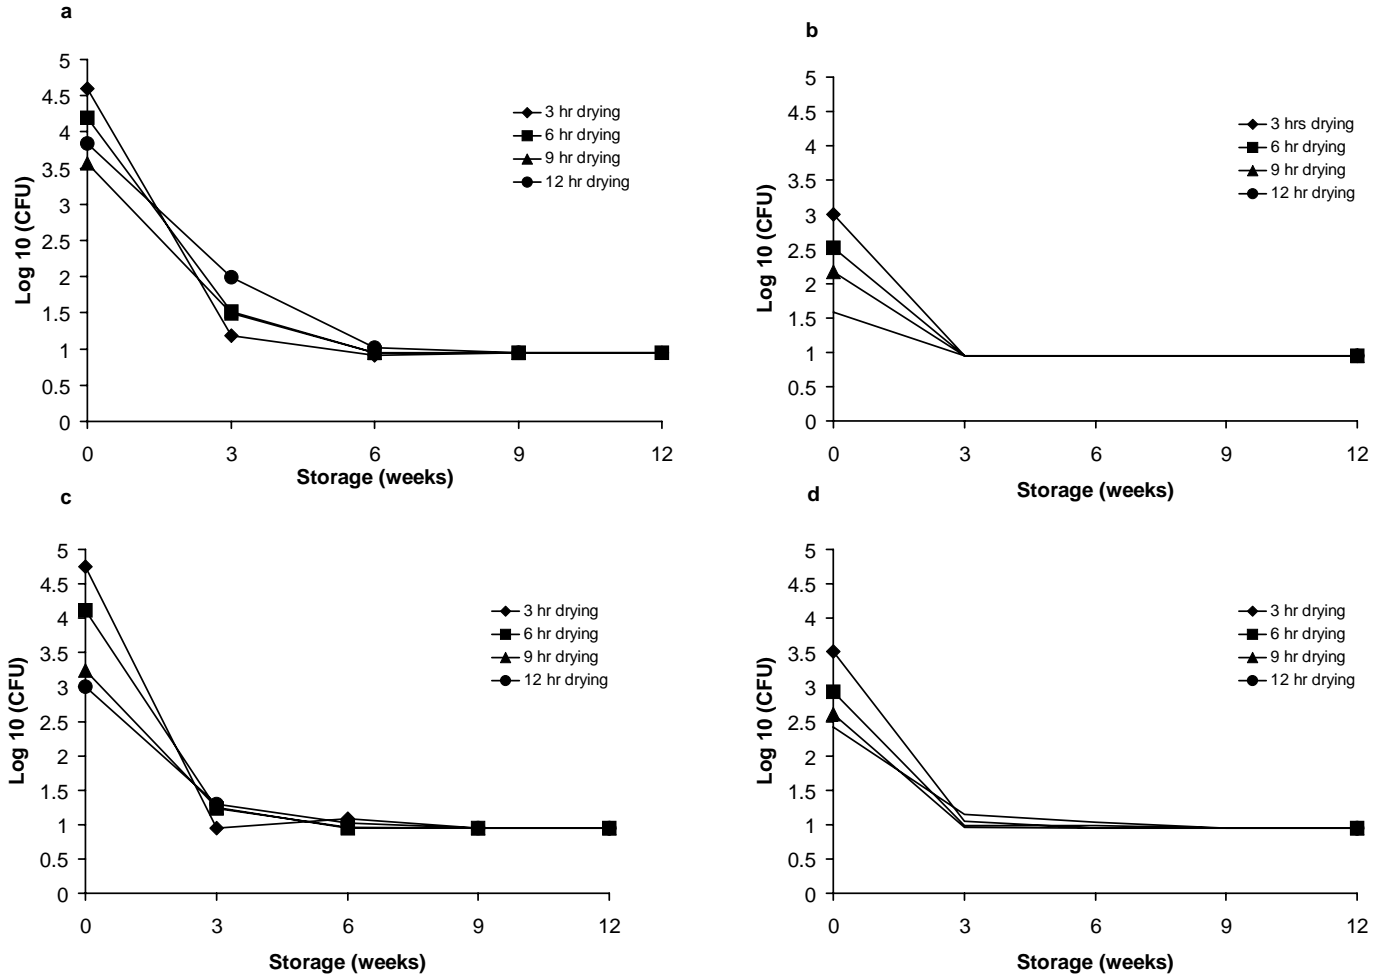 a
5
4.5
4
3.5
3
2.5
2
1.5
1
0.5
0
Log 10 (CFU)
0 3 6 9 12
Storage (weeks)
3 hr drying
6 hr drying
9 hr drying
12 hr drying
b
5
4.5
4
3.5
3
2.5
2
1.5
1
0.5
0
Log 10 (CFU)
0 3 6 9 12
Storage (weeks)
3 hrs drying
6 hr drying
9 hr drying
12 hr drying
c
5
4.5
4
3.5
3
2.5
2
1.5
1
0.5
0
Log 10 (CFU)
0 3 6 9 12
Storage (weeks)
3 hr drying
6 hr drying
9 hr drying
12 hr drying
d
5
4.5
4
3.5
3
2.5
2
1.5
1
0.5
0
Log 10 (CFU)
0 3 6 9 12
Storage (weeks)
3 hr drying
6 hr drying
9 hr drying
12 hr drying